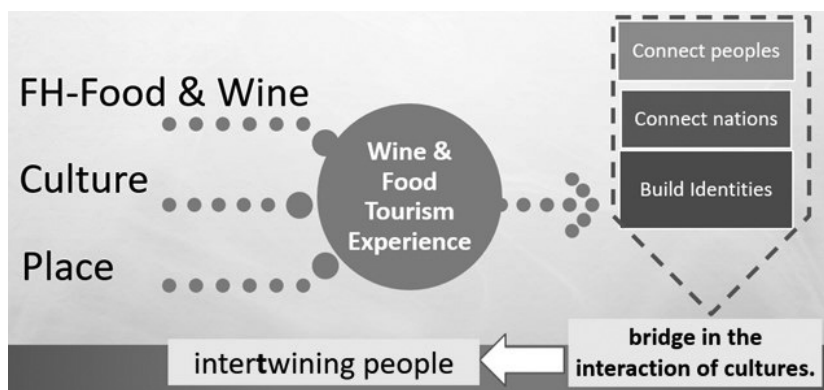 FH-Food & Wine
Culture
Place
Wine &
Food
Tourism
Experience
Connect peoples
Connect nations
Build Identities
bridge in the
interaction of cultures.
intertwining people